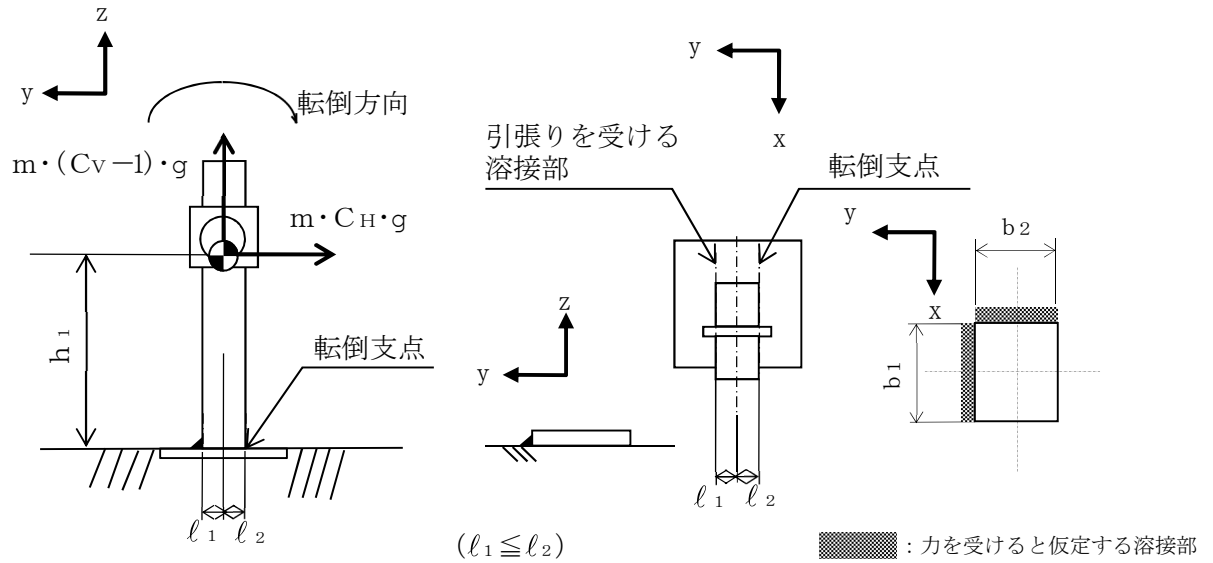 z
y
転倒方向
m・(CV－1)・g
m・CH・g
h1
転倒支点
ℓ1 ℓ2
y
x
引張りを受ける
溶接部
転倒支点
z
y
ℓ1 ℓ2
(ℓ1≦ℓ2)
y
x
b2
b1
：力を受けると仮定する溶接部